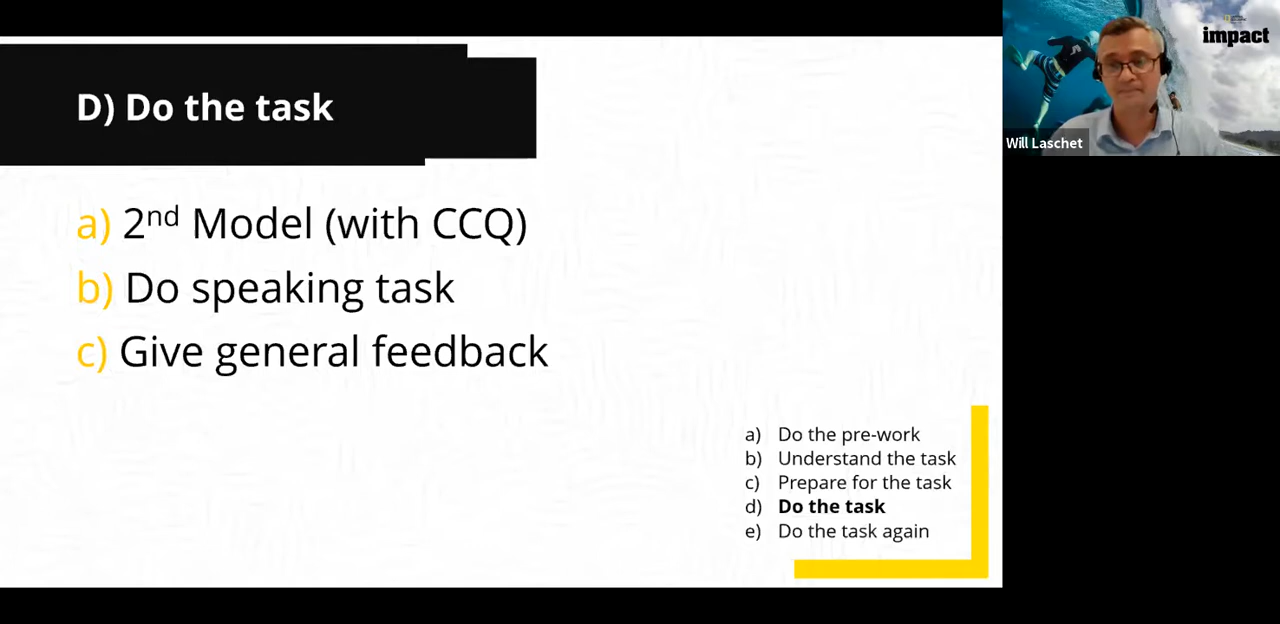 D) Do the task
a) 2nd Model (with CCQ)
b) Do speaking task
c) Give general feedback
a) Do the pre-work
b) Understand the task
c) Prepare for the task
d) Do the task
e) Do the task again
impact
Will Laschet